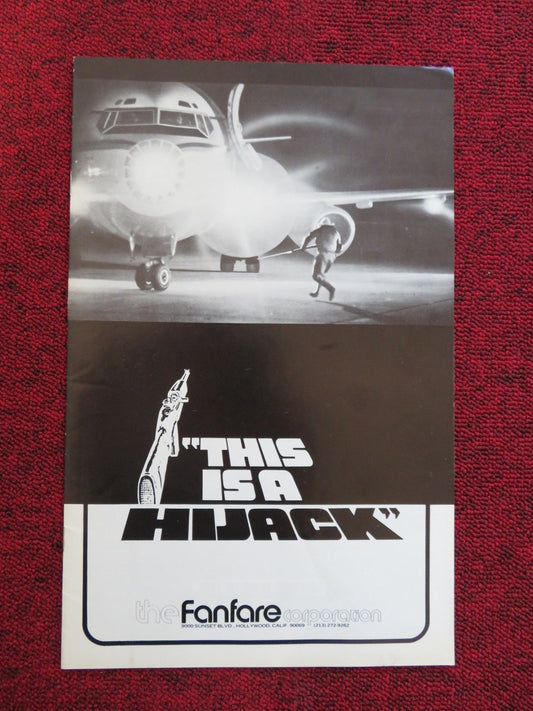 "THIS
IS A
HIJACK"
the Fanfare corporation
9000 SUNSET BLVD., HOLLYWOOD, CALIF. 90069 (213) 272-9262